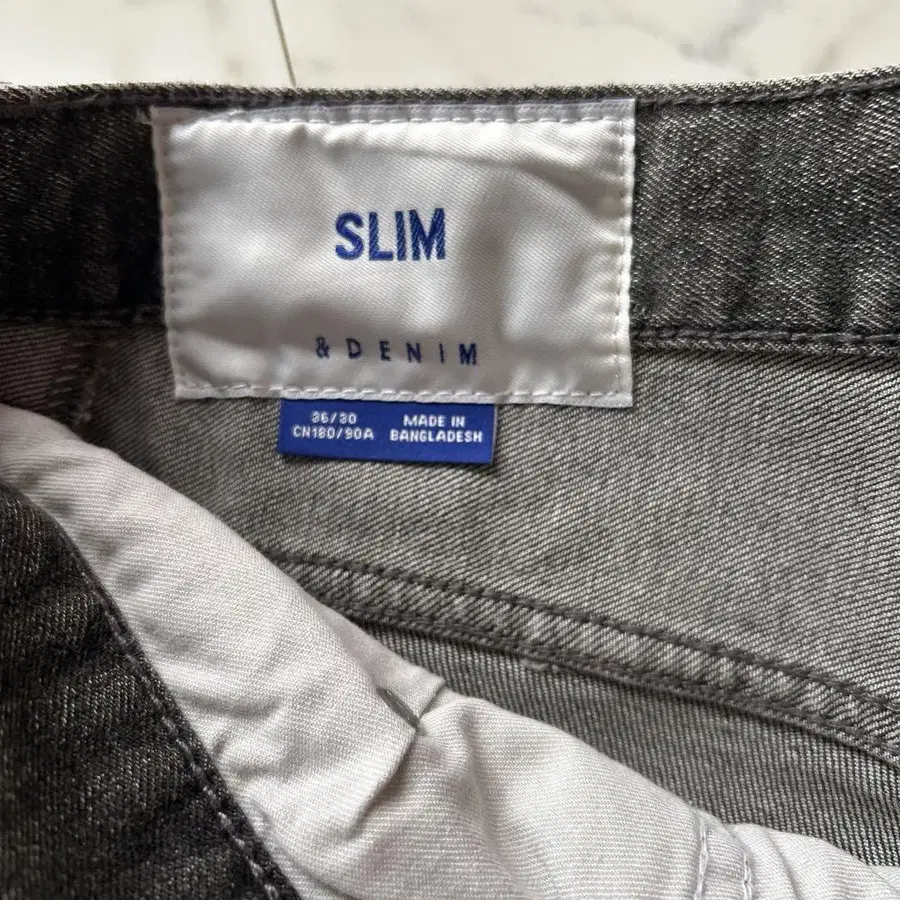 SLIM
& DENIM
36/30
CN180/90A
MADE IN
BANGLADESH